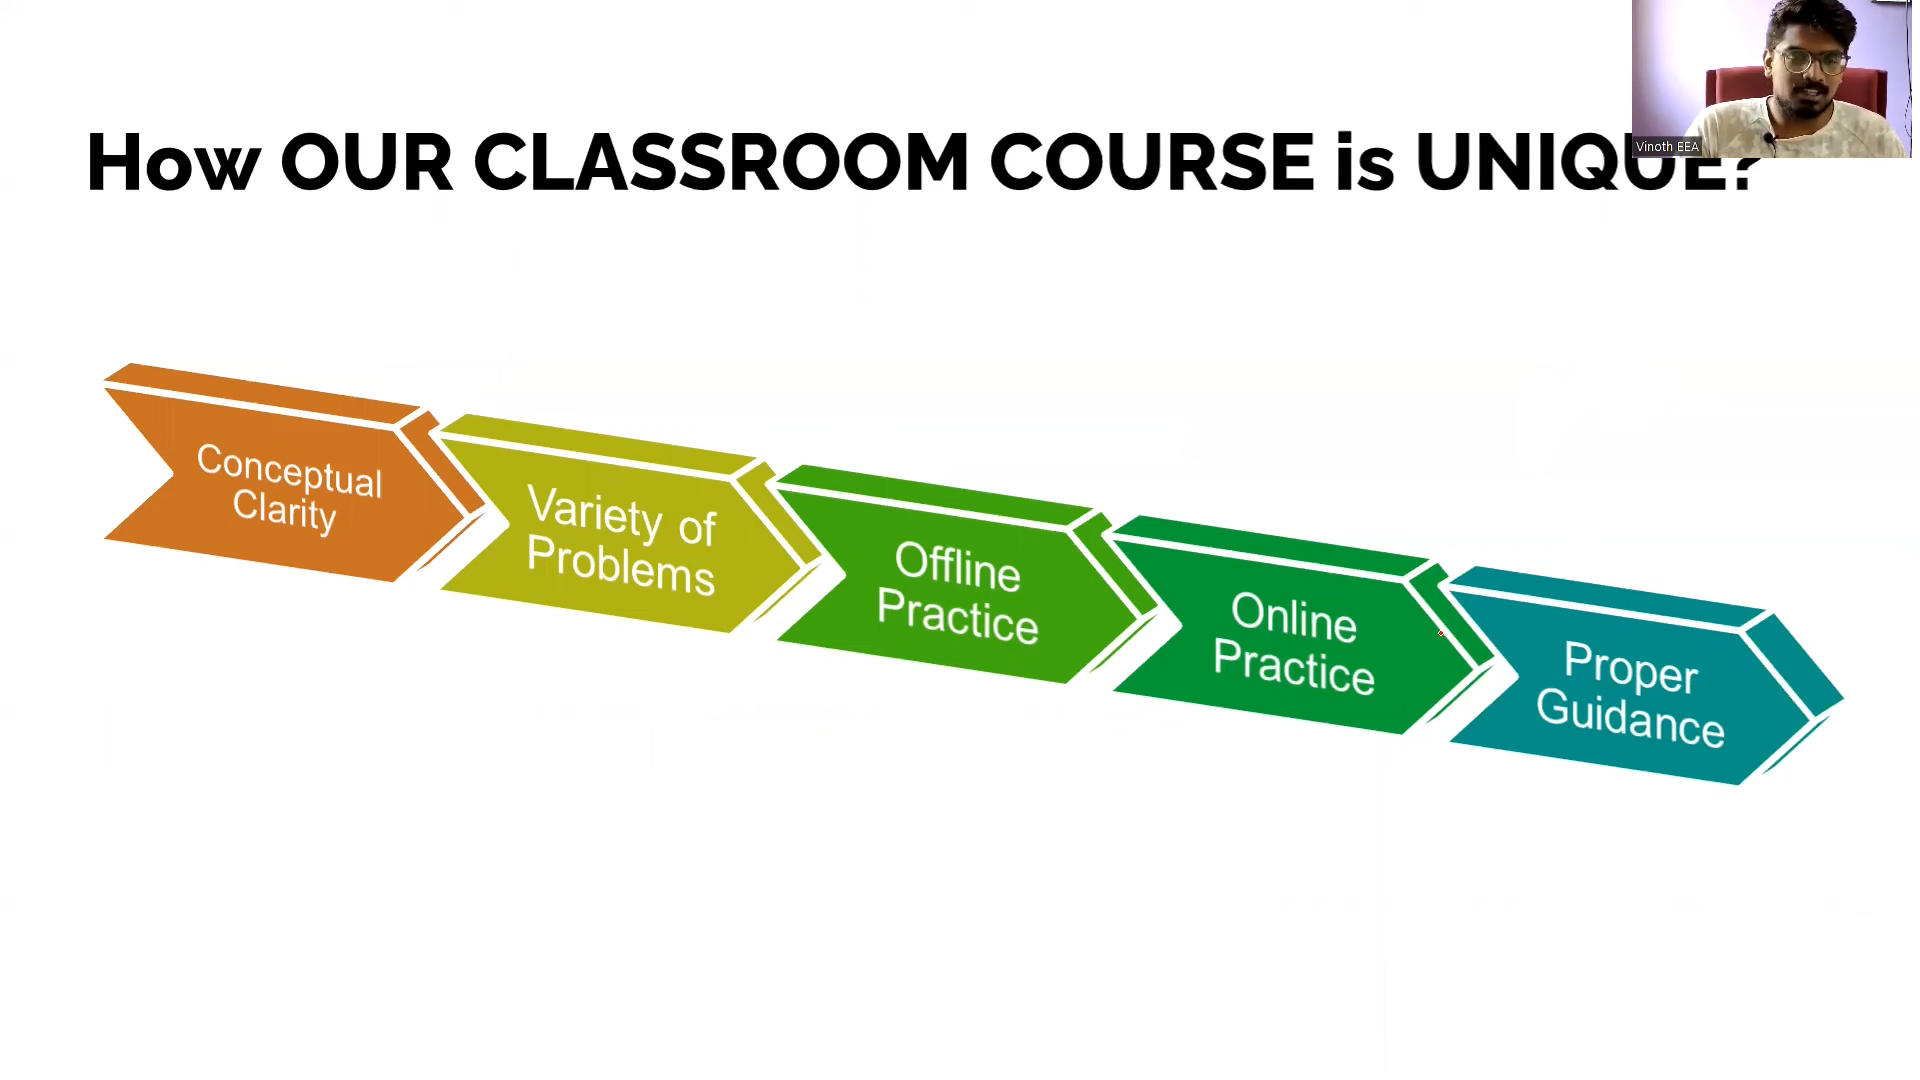 How OUR CLASSROOM COURSE is UNIQUE?
Vinoth EEA
Conceptual
Clarity
Variety of
Problems
Offline
Practice
Online
Practice
Proper
Guidance